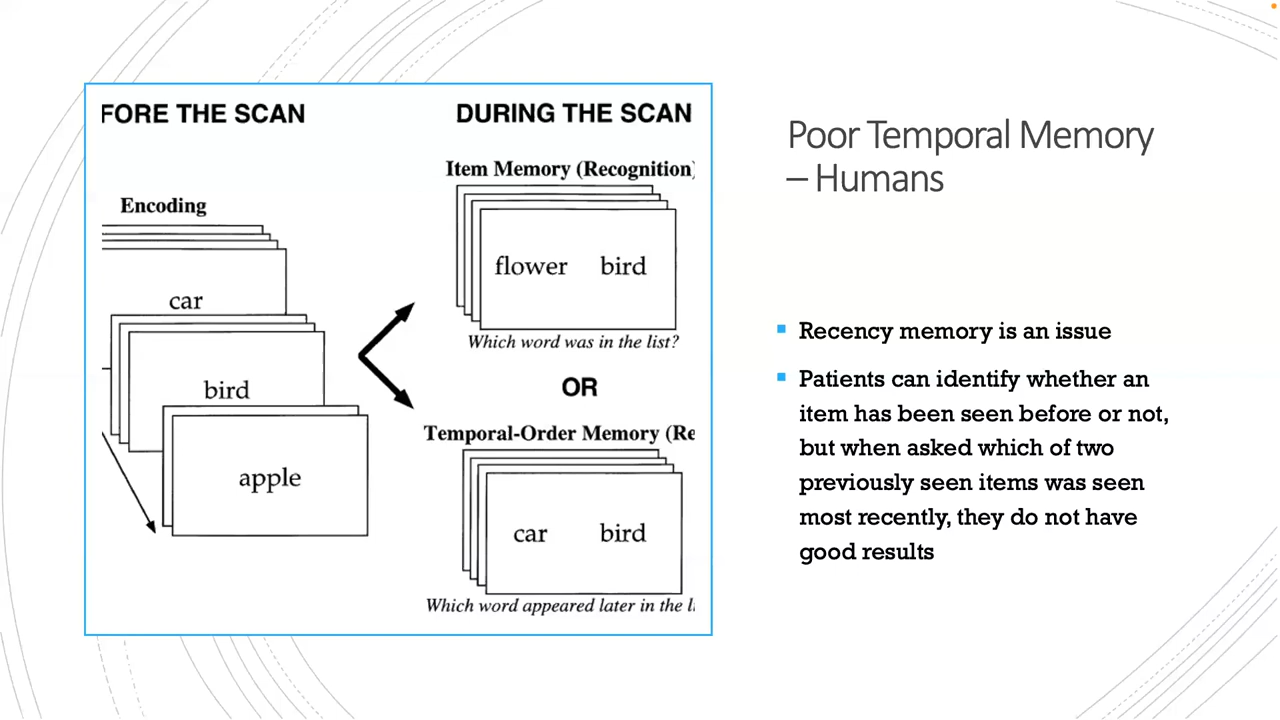 FORE THE SCAN
Encoding
car
bird
apple
DURING THE SCAN
Item Memory (Recognition)
flower bird
Which word was in the list?
OR
Temporal-Order Memory (Re
car bird
Which word appeared later in the l
Poor Temporal Memory
– Humans
Recency memory is an issue
Patients can identify whether an
item has been seen before or not,
but when asked which of two
previously seen items was seen
most recently, they do not have
good results